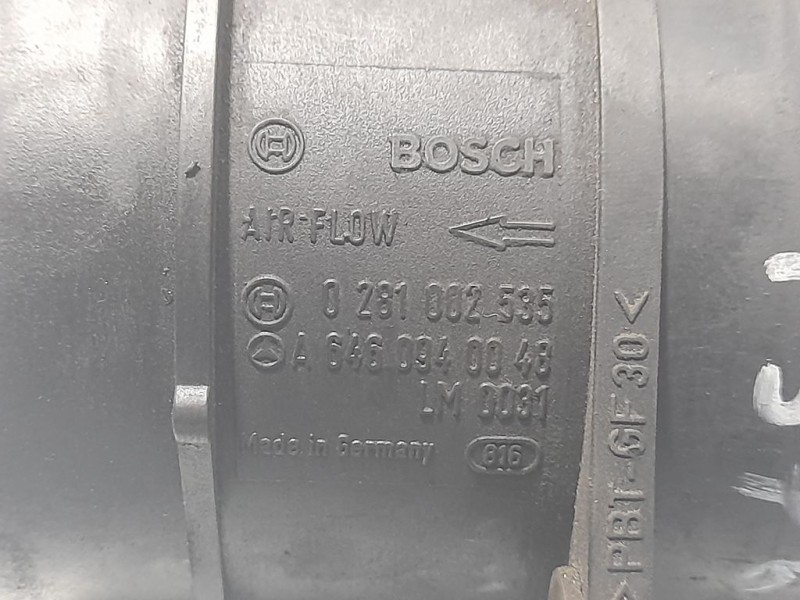 BOSCH
AIR-FLOW
0 281 002 535
A 646 094 00 48
LM 0031
Made in Germany 616
>PBT-GF 30<